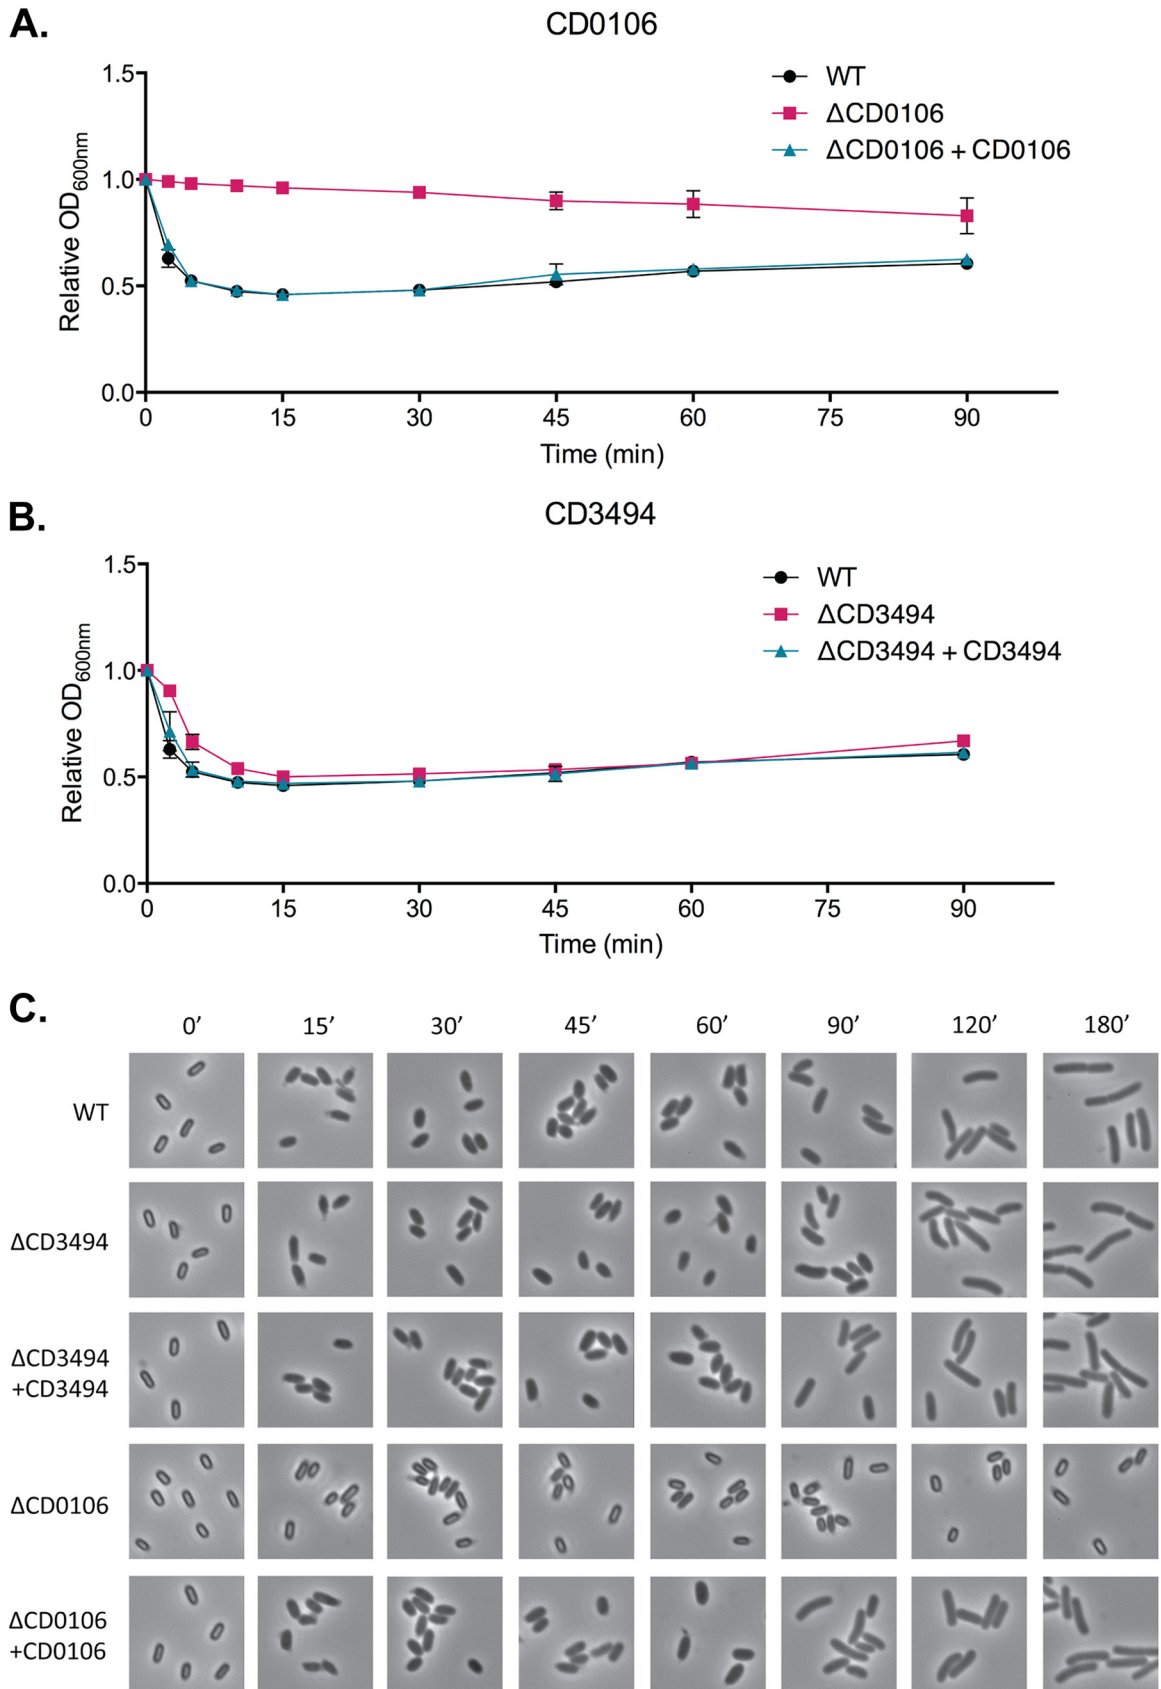 A.
CD0106
1.5
1.0
0.5
0.0
Relative OD600nm
WT
ΔCD0106
ΔCD0106 + CD0106
0 15 30 45 60 75 90
Time (min)
B.
CD3494
1.5
1.0
0.5
0.0
Relative OD600nm
WT
ΔCD3494
ΔCD3494 + CD3494
0 15 30 45 60 75 90
Time (min)
C.
0’ 15’ 30’ 45’ 60’ 90’ 120’ 180’
WT
ΔCD3494
ΔCD3494
+CD3494
ΔCD0106
ΔCD0106
+CD0106